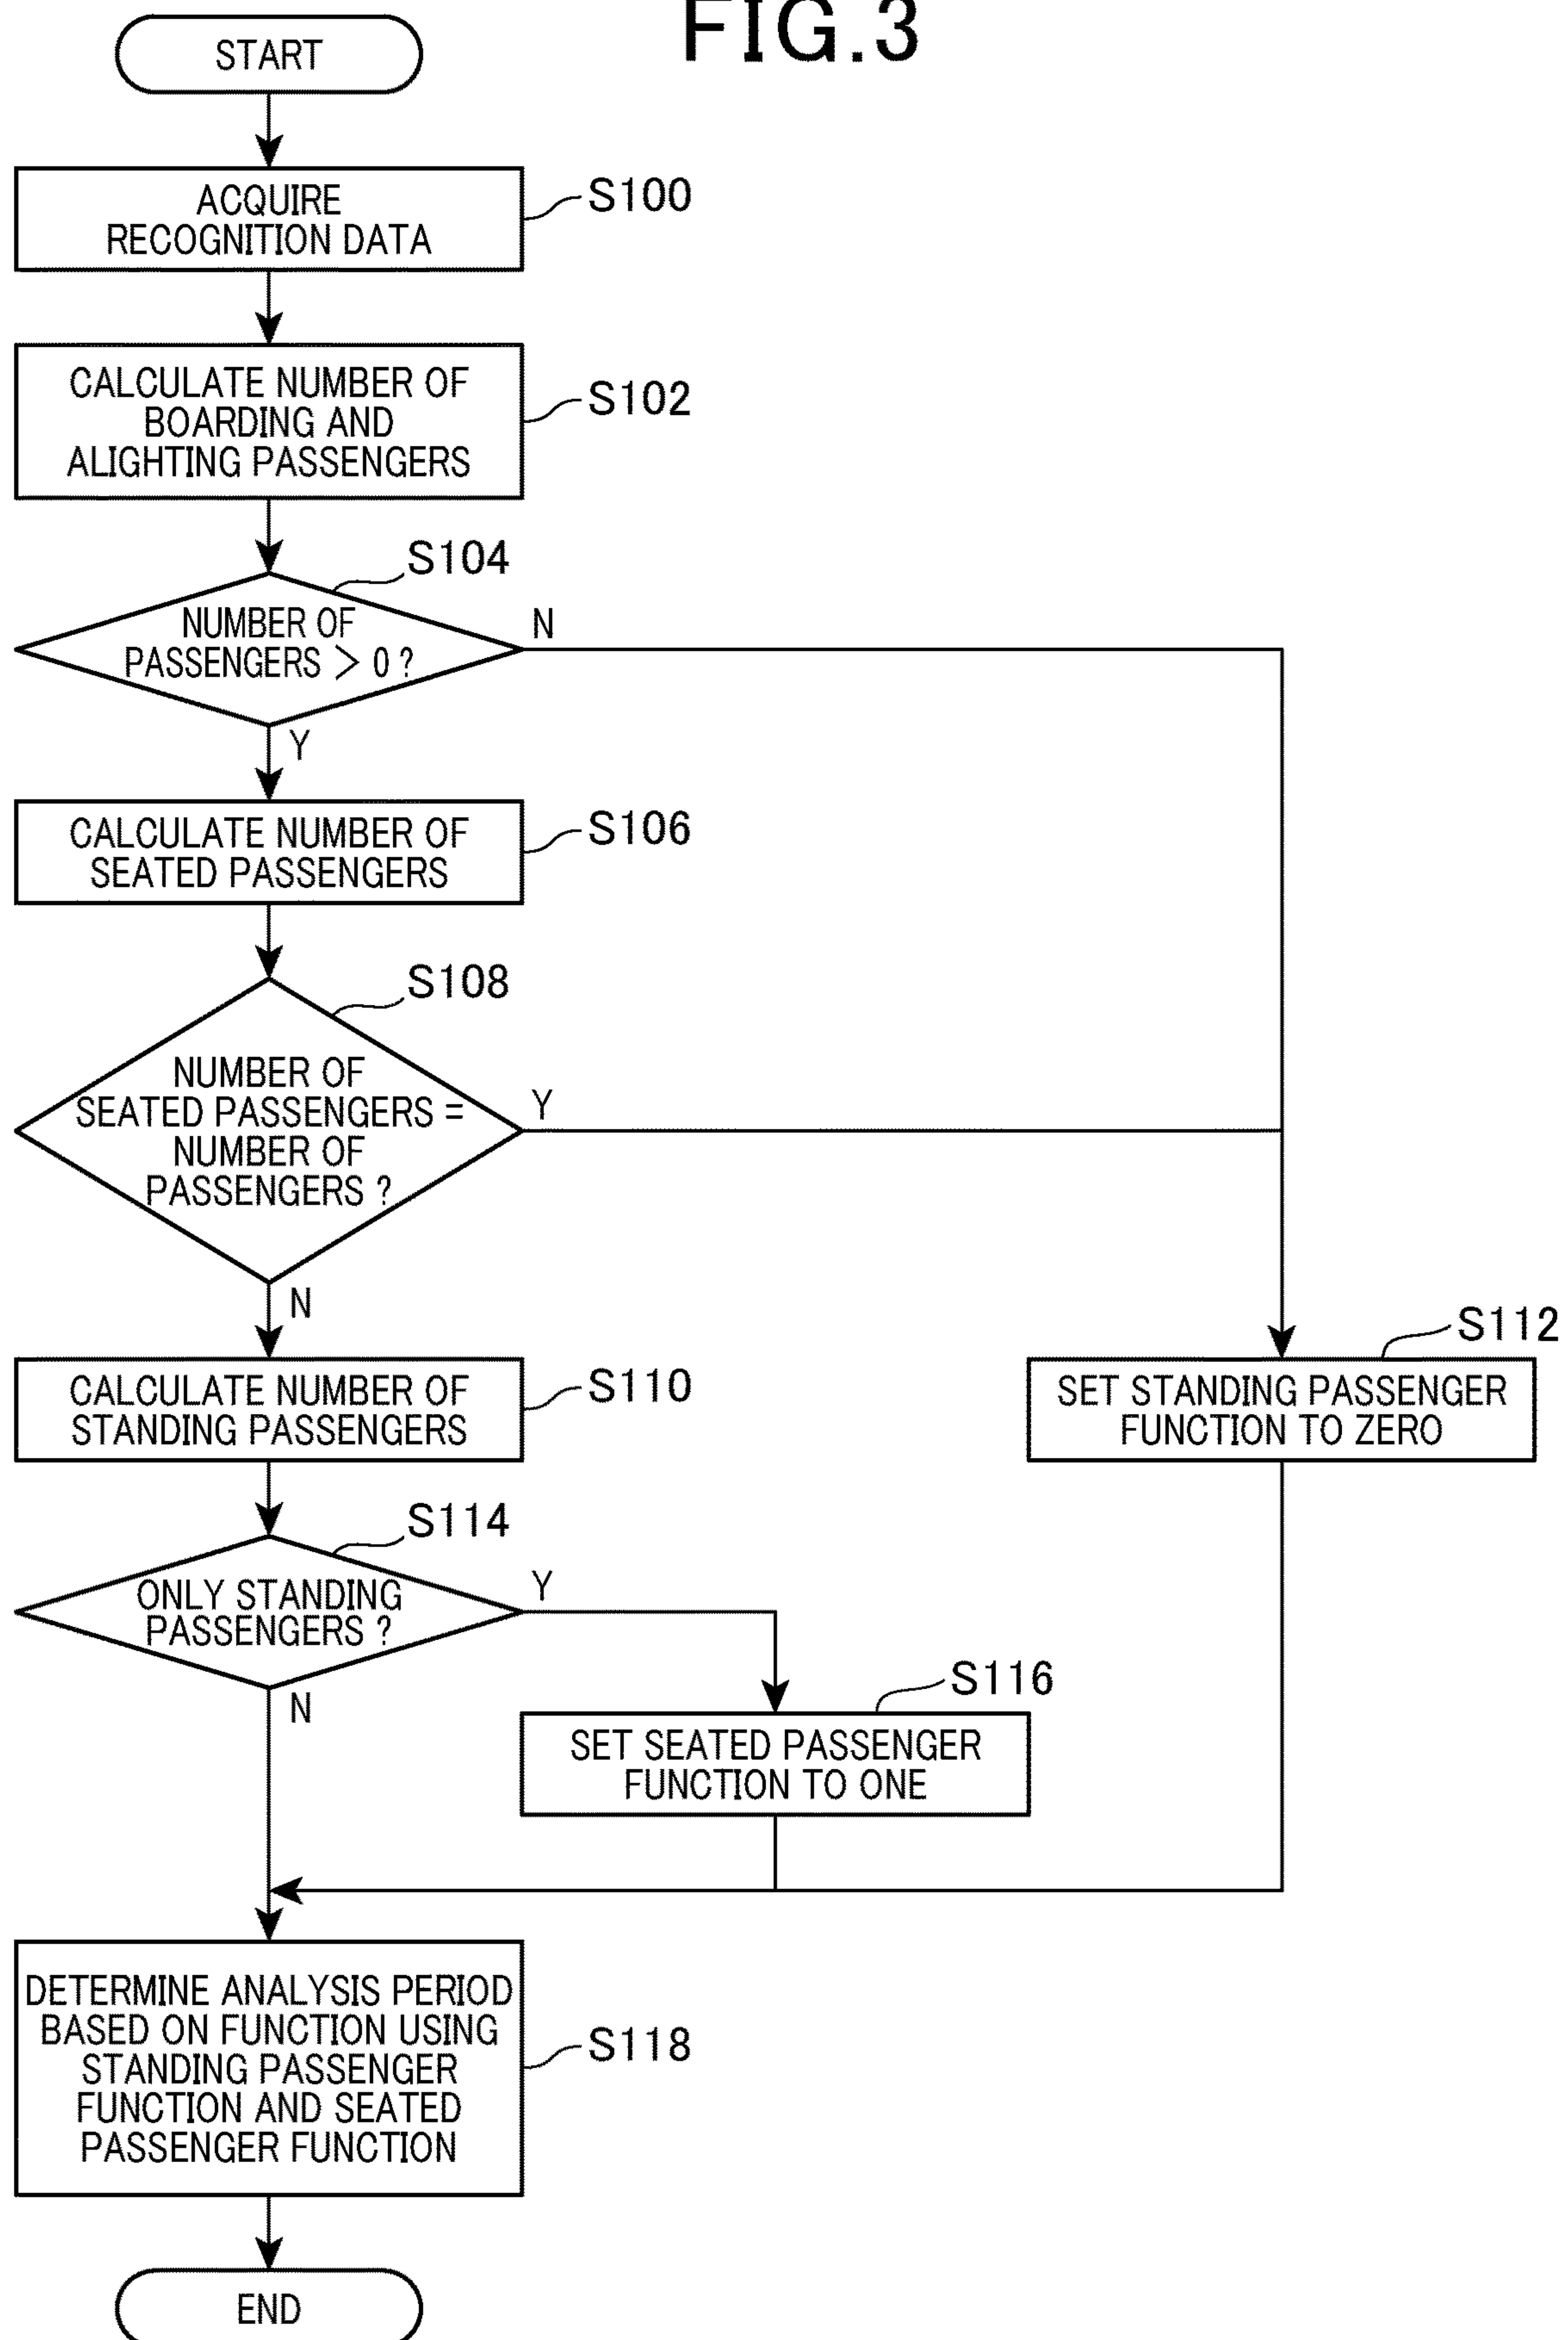 FIG.3
START
ACQUIRE
RECOGNITION DATA
S100
CALCULATE NUMBER OF
BOARDING AND
ALIGHTING PASSENGERS
S102
S104
NUMBER OF
PASSENGERS > 0 ?
N
Y
CALCULATE NUMBER OF
SEATED PASSENGERS
S106
S108
NUMBER OF
SEATED PASSENGERS =
NUMBER OF
PASSENGERS ?
Y
N
CALCULATE NUMBER OF
STANDING PASSENGERS
S110
S112
SET STANDING PASSENGER
FUNCTION TO ZERO
S114
ONLY STANDING
PASSENGERS ?
Y
N
S116
SET SEATED PASSENGER
FUNCTION TO ONE
DETERMINE ANALYSIS PERIOD
BASED ON FUNCTION USING
STANDING PASSENGER
FUNCTION AND SEATED
PASSENGER FUNCTION
S118
END